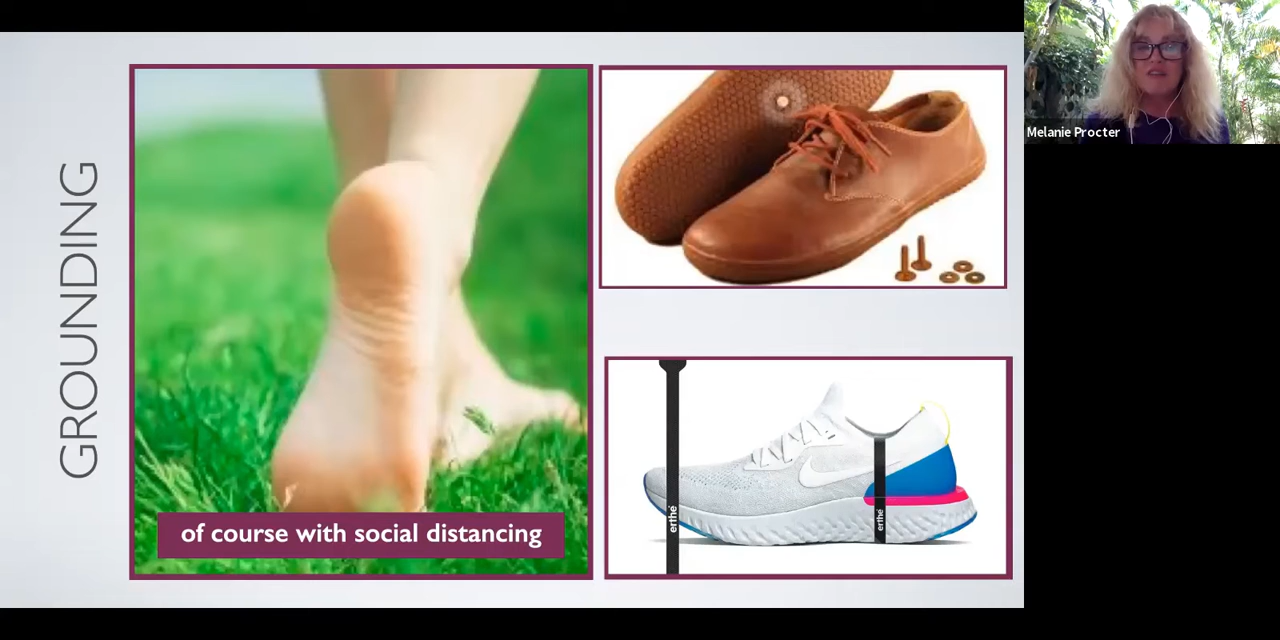 GROUNDING
of course with social distancing
erthe
erthe
Melanie Procter